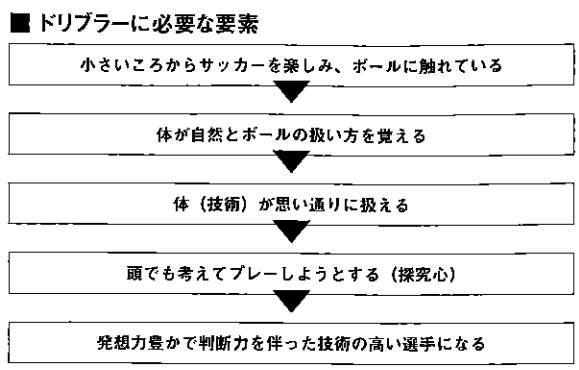 ■ ドリブラーに必要な要素
小さいころからサッカーを楽しみ、ボールに触れている
体が自然とボールの扱い方を覚える
体（技術）が思い通りに扱える
頭でも考えてプレーしようとする（探究心）
発想力豊かで判断力を伴った技術の高い選手になる